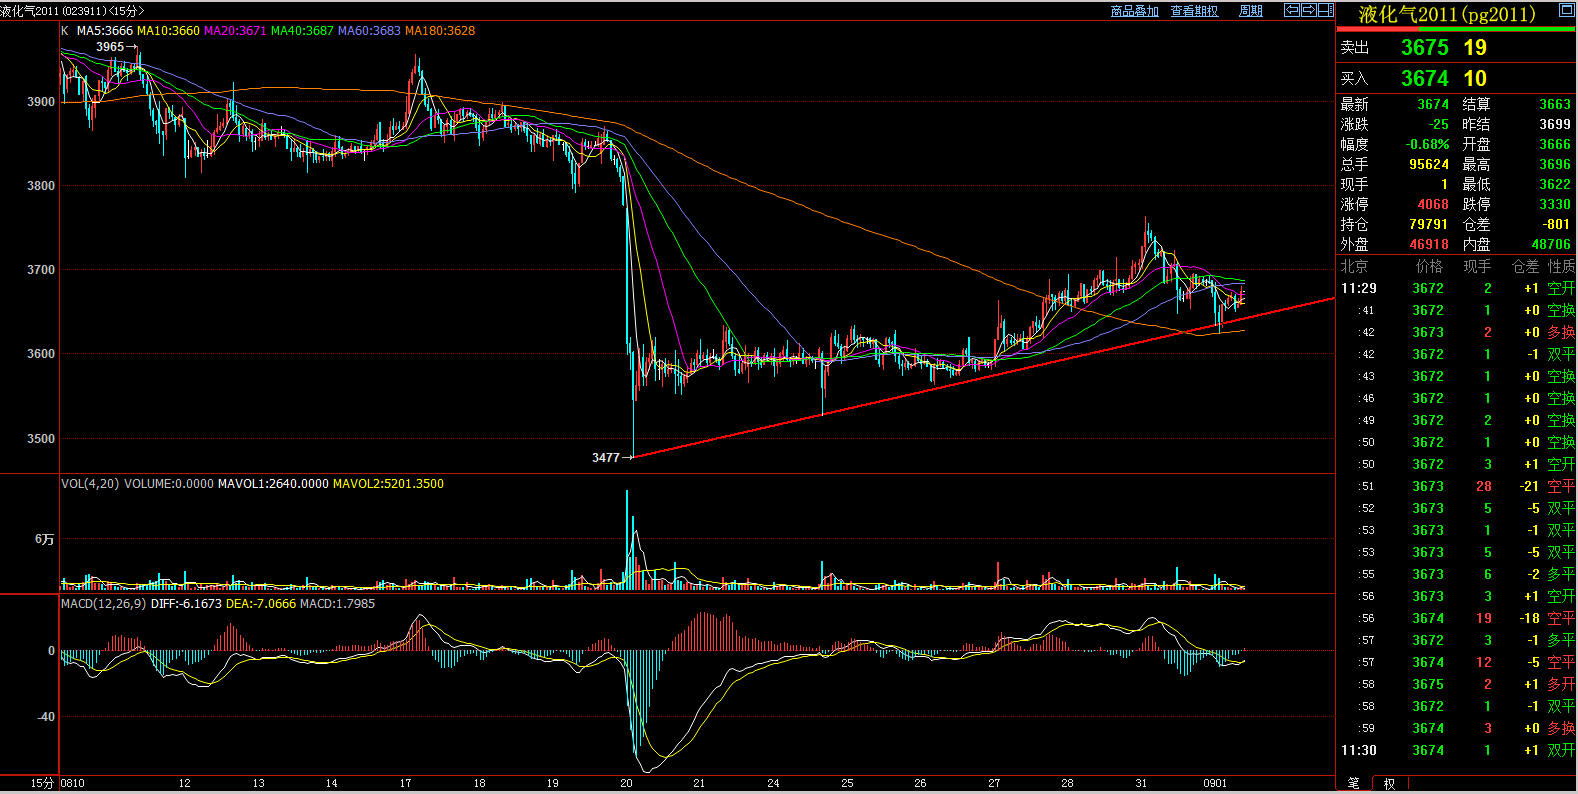 液化气2011 (023911) <15分>
商品叠加 查看期权 周期
K MA5:3666 MA10:3660 MA20:3671 MA40:3687 MA60:3683 MA180:3628
3965
3900
3800
3700
3600
3500
3477
VOL(4,20) VOLUME:0.0000 MAVOL1:2640.0000 MAVOL2:5201.3500
6万
MACD(12,26,9) DIFF:-6.1673 DEA:-7.0666 MACD:1.7985
0
-40
15分 0810 12 13 14 17 18 19 20 21 24 25 26 27 28 31 0901
液化气2011(pg2011)
卖出 3675 19
买入 3674 10
最新 3674 结算 3663
涨跌 -25 昨结 3699
幅度 -0.68% 开盘 3666
总手 95624 最高 3696
现手 1 最低 3622
涨停 4068 跌停 3330
持仓 79791 仓差 -801
外盘 46918 内盘 48706
北京 价格 现手 仓差 性质
11:29 3672 2 +1 空开
:41 3672 1 +0 空换
:42 3673 2 +0 多换
:42 3672 1 -1 双平
:43 3672 1 +0 空换
:46 3672 1 +0 空换
:49 3672 2 +0 空换
:50 3672 1 +0 空换
:50 3672 3 +1 空开
:51 3673 28 -21 空平
:52 3673 5 -5 双平
:53 3673 1 -1 双平
:53 3673 5 -5 双平
:55 3673 6 -2 多平
:56 3673 3 +1 空开
:56 3674 19 -18 空平
:57 3672 3 -1 多平
:57 3674 12 -5 空平
:58 3675 2 +1 多开
:58 3672 1 -1 双平
:59 3674 3 +0 多换
11:30 3674 1 +1 双开
笔 权